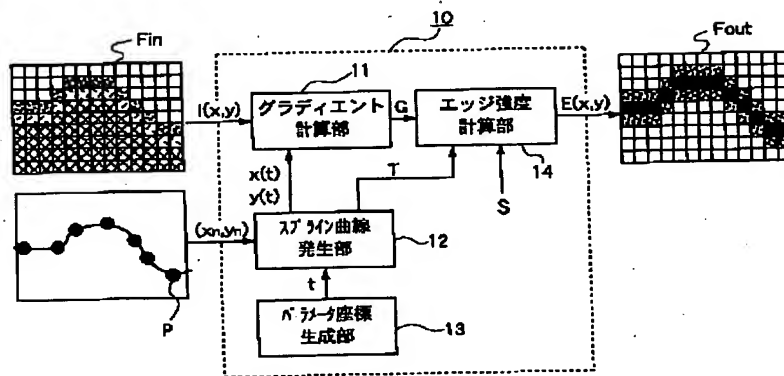 10
Fin
Fout
11
I(x,y)
グラディエント
計算部
G
エッジ強度
計算部
E(x,y)
14
x(t)
y(t)
T
S
(xn,yn)
スプライン曲線
発生部
12
t
P
パラメータ座標
生成部
13